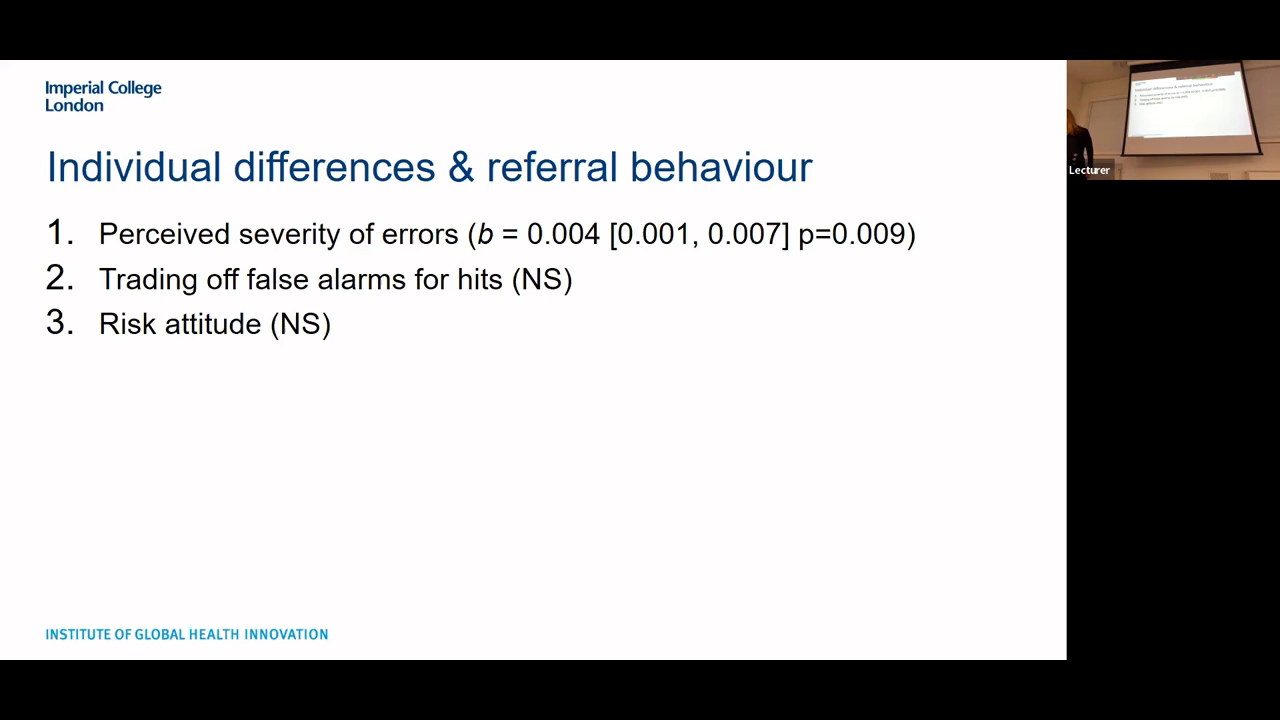 Imperial College
London
Individual differences & referral behaviour
1. Perceived severity of errors (b = 0.004 [0.001, 0.007] p=0.009)
2. Trading off false alarms for hits (NS)
3. Risk attitude (NS)
INSTITUTE OF GLOBAL HEALTH INNOVATION
Lecturer